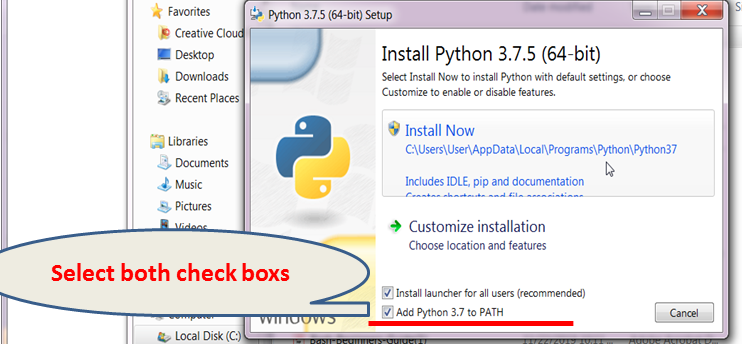 Favorites
Creative Cloud
Desktop
Downloads
Recent Places
Libraries
Documents
Music
Pictures
Videos
Local Disk (C:)
Date modified
Python 3.7.5 (64-bit) Setup
Install Python 3.7.5 (64-bit)
Select Install Now to install Python with default settings, or choose
Customize to enable or disable features.
Install Now
C:\Users\User\AppData\Local\Programs\Python\Python37
Includes IDLE, pip and documentation
Creates shortcuts and file associations
Customize installation
Choose location and features
Select both check boxs
Install launcher for all users (recommended)
Add Python 3.7 to PATH
Cancel
windows
Bash-Beginners-Guide(1)
11/22/2019 10:11
Adobe Acrobat D...